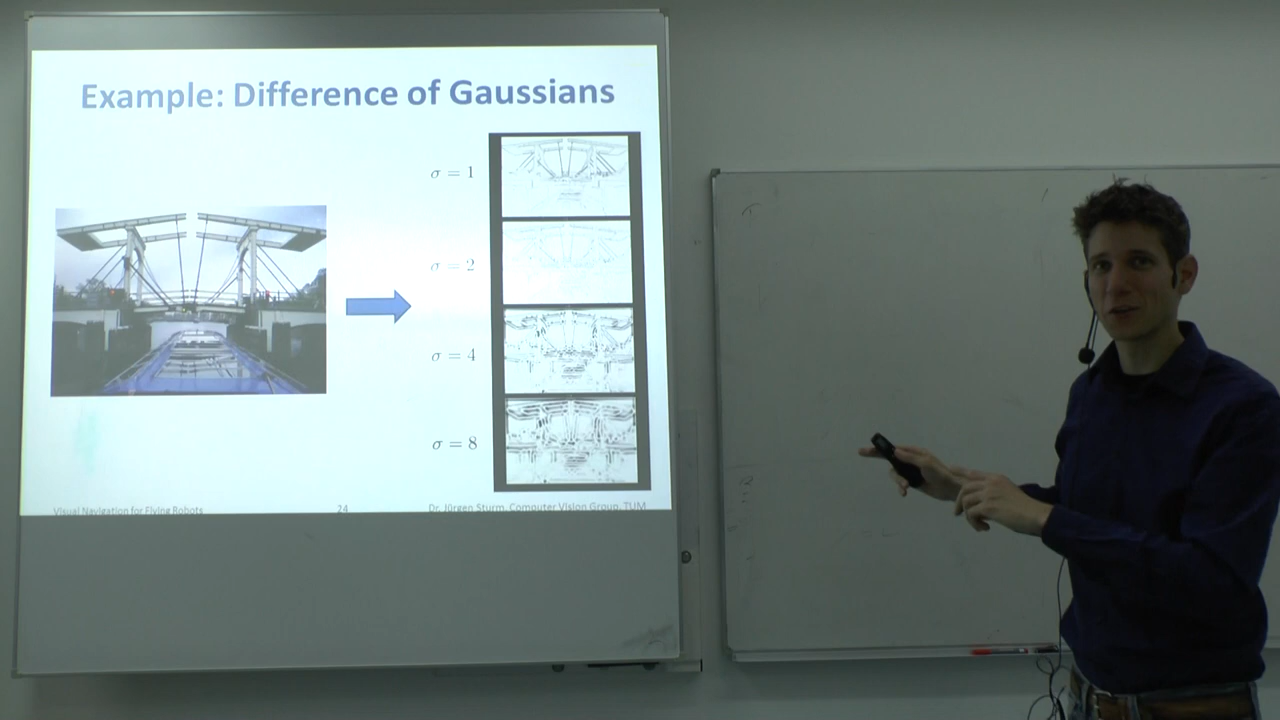 Example: Difference of Gaussians
σ = 1
σ = 2
σ = 4
σ = 8
Visual Navigation for Flying Robots
24
Dr. Jürgen Sturm, Computer Vision Group, TUM